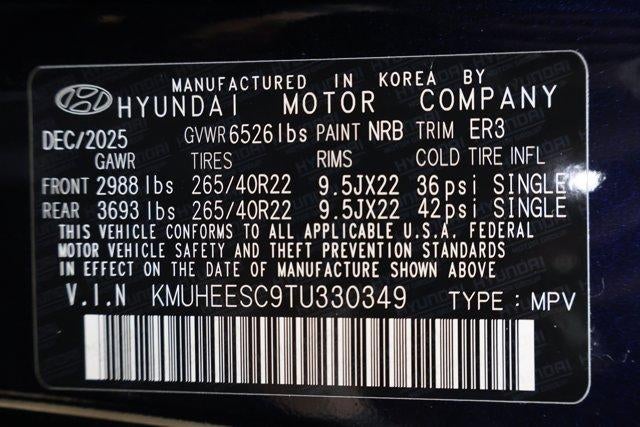 MANUFACTURED IN KOREA BY
HYUNDAI MOTOR COMPANY
DEC/2025 GVWR 6526 lbs PAINT NRB TRIM ER3
GAWR TIRES RIMS COLD TIRE INFL
FRONT 2988 lbs 265/40R22 9.5JX22 36psi SINGLE
REAR 3693 lbs 265/40R22 9.5JX22 42psi SINGLE
THIS VEHICLE CONFORMS TO ALL APPLICABLE U.S.A. FEDERAL
MOTOR VEHICLE SAFETY AND THEFT PREVENTION STANDARDS
IN EFFECT ON THE DATE OF MANUFACTURE SHOWN ABOVE
V.I.N KMUHEESC9TU330349 TYPE : MPV